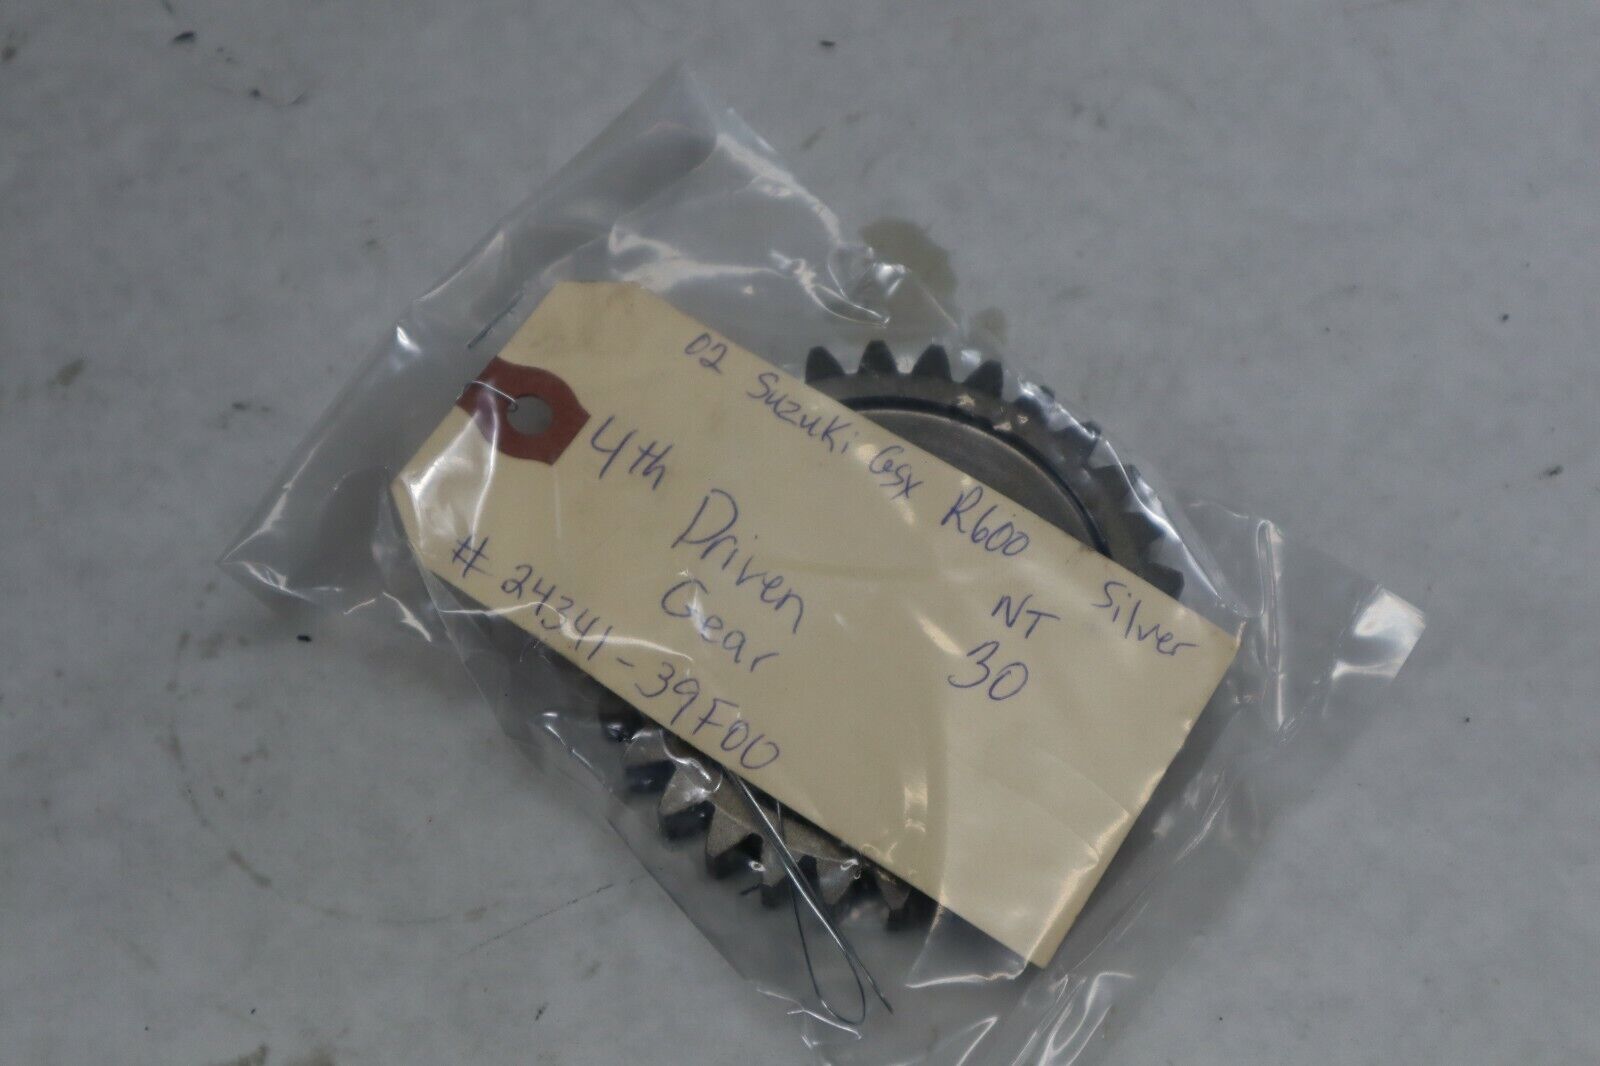 02 Suzuki Gsx R600 Silver
4th Driven
Gear
NT
30
# 24341-39F00